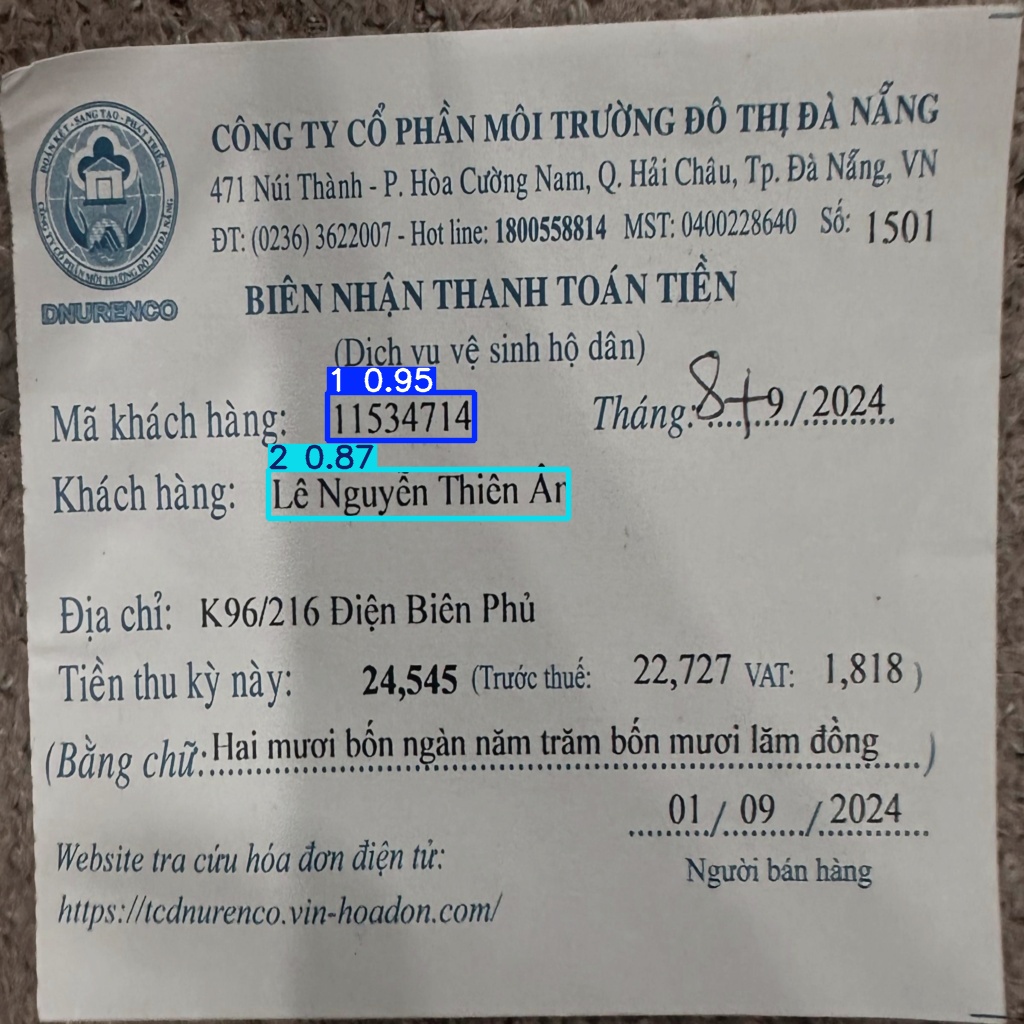 ĐOÀN KẾT - SANG TẠO - PHÁT TRIỂN
CÔNG TY CỔ PHẦN MÔI TRƯỜNG ĐÔ THỊ ĐÀ NẴNG
DNURENCO
CÔNG TY CỔ PHẦN MÔI TRƯỜNG ĐÔ THỊ ĐÀ NẴNG
471 Núi Thành - P. Hòa Cường Nam, Q. Hải Châu, Tp. Đà Nẵng, VN
ĐT: (0236) 3622007 - Hot line: 1800558814 MST: 0400228640 Số: 1501
BIÊN NHẬN THANH TOÁN TIỀN
(Dịch vụ vệ sinh hộ dân)
1 0.95
Mã khách hàng: 11534714 Tháng: 8+9/2024
2 0.87
Khách hàng: Lê Nguyễn Thiên Ân
Địa chỉ: K96/216 Điện Biên Phủ
Tiền thu kỳ này: 24,545 (Trước thuế: 22,727 VAT: 1,818 )
(Bằng chữ: Hai mươi bốn ngàn năm trăm bốn mươi lăm đồng )
01 / 09 / 2024
Website tra cứu hóa đơn điện tử:
Người bán hàng
https://tcdnurenco.vin-hoadon.com/